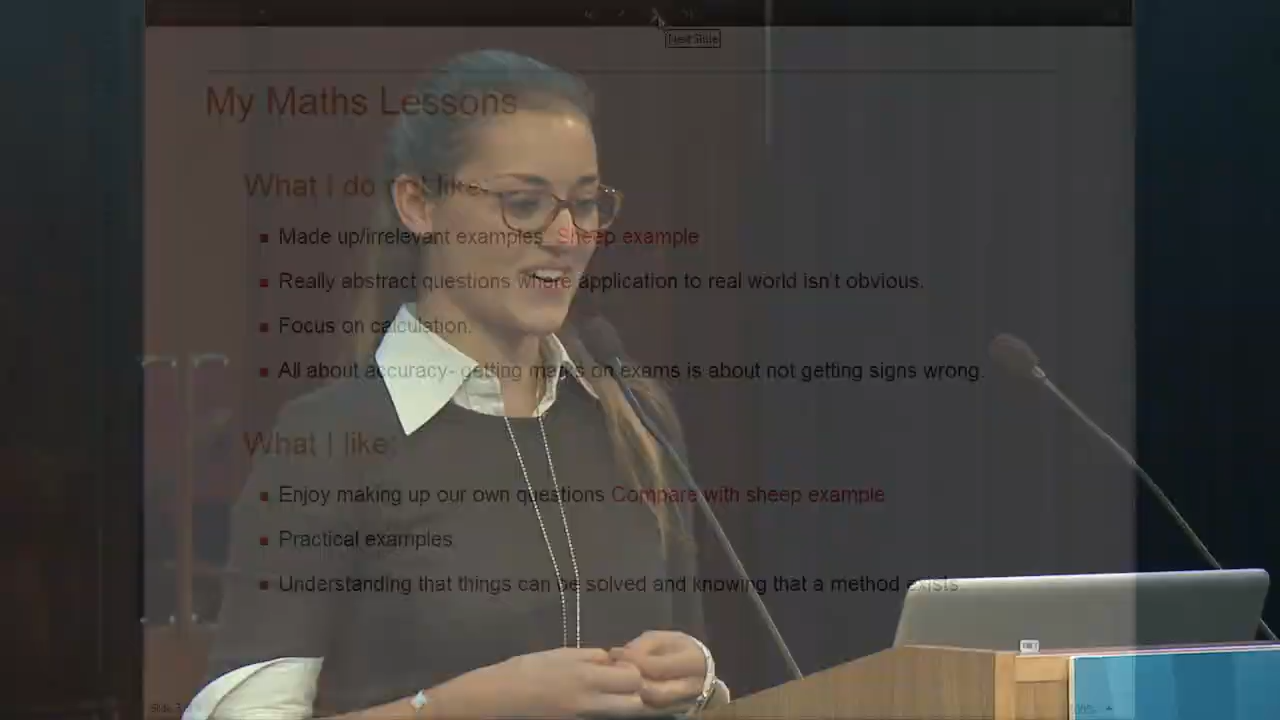 Next Slide
My Maths Lessons
What I do not like:
Made up/irrelevant examples Sheep example
Really abstract questions where application to real world isn't obvious.
Focus on calculation.
All about accuracy- getting marks on exams is about not getting signs wrong.
What I like:
Enjoy making up our own questions Compare with sheep example
Practical examples
Understanding that things can be solved and knowing that a method exists
Slide 3